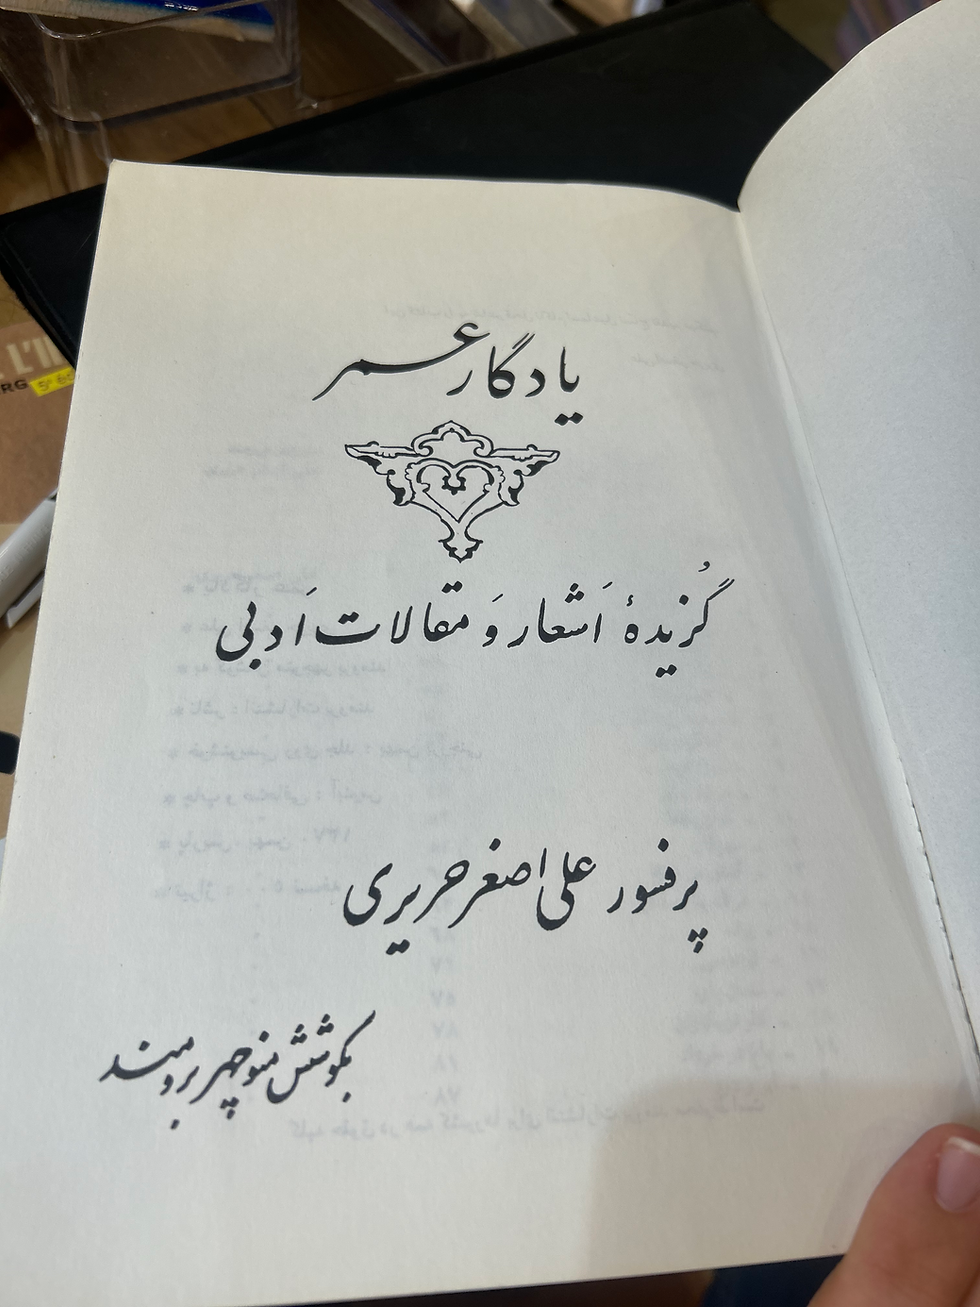 یادگار عمر
گُزیدهٔ اَشعار وَ مقالات اَدبی
پرفسور علی اصغر حریری
بکوشش منوچهر برومند